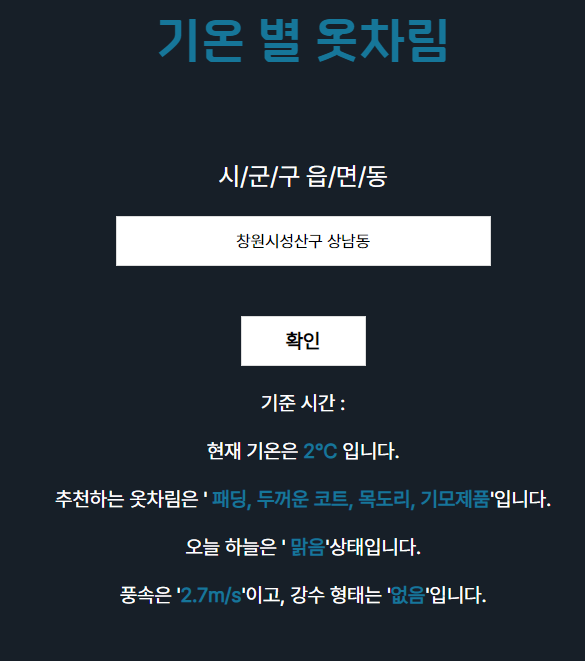 기온 별 옷차림
시/군/구 읍/면/동
창원시성산구 상남동
확인
기준 시간 :
현재 기온은 2°C 입니다.
추천하는 옷차림은 ' 패딩, 두꺼운 코트, 목도리, 기모제품'입니다.
오늘 하늘은 ' 맑음'상태입니다.
풍속은 '2.7m/s'이고, 강수 형태는 '없음'입니다.